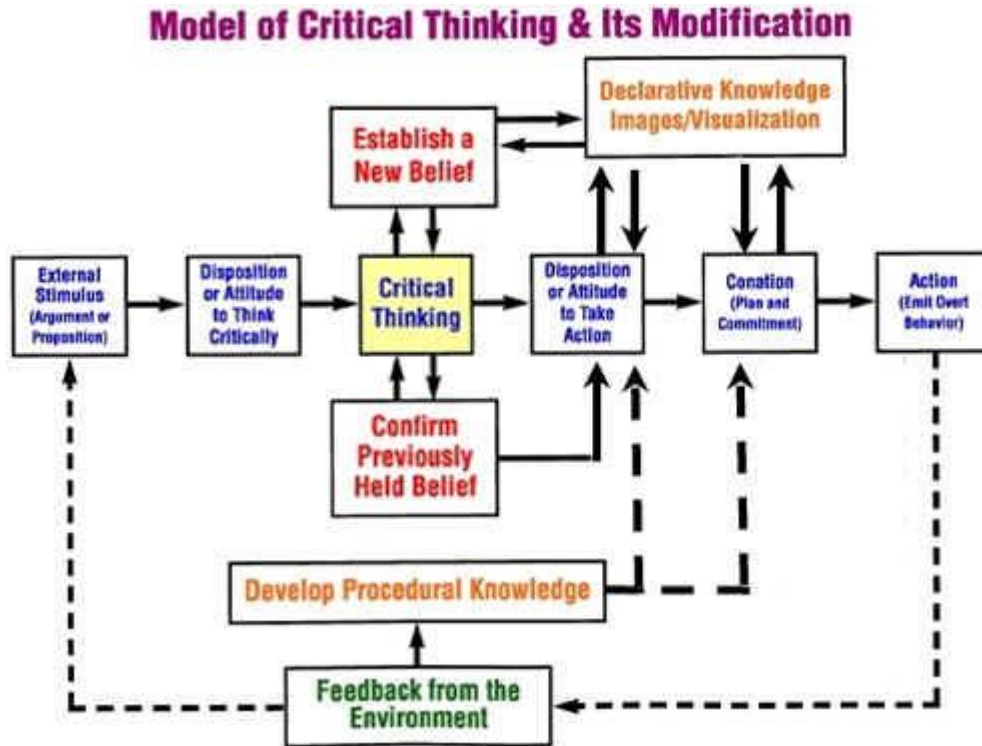 Model of Critical Thinking & Its Modification
Declarative Knowledge
Images/Visualization
Establish a
New Belief
External
Stimulus
(Argument or
Proposition)
Disposition
or Attitude
to Think
Critically
Critical
Thinking
Disposition
or Attitude
to Take
Action
Conation
(Plan and
Commitment)
Action
(Emit Overt
Behavior)
Confirm
Previously
Held Belief
Develop Procedural Knowledge
Feedback from the
Environment